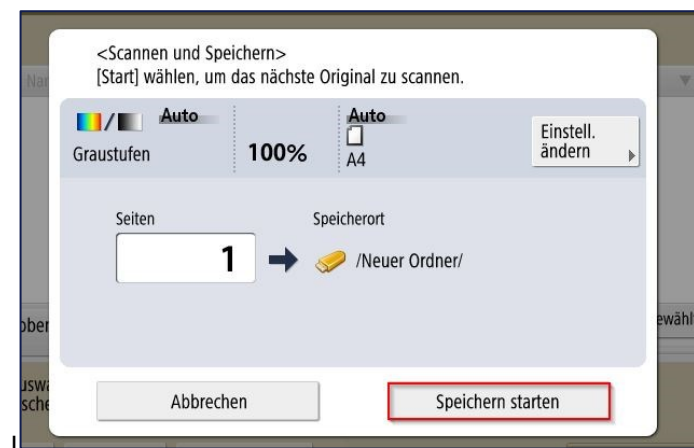 <Scannen und Speichern>
[Start] wählen, um das nächste Original zu scannen.
Auto
Auto
Graustufen
100%
A4
Einstell.
ändern
Seiten
Speicherort
1
/Neuer Ordner/
Abbrechen
Speichern starten